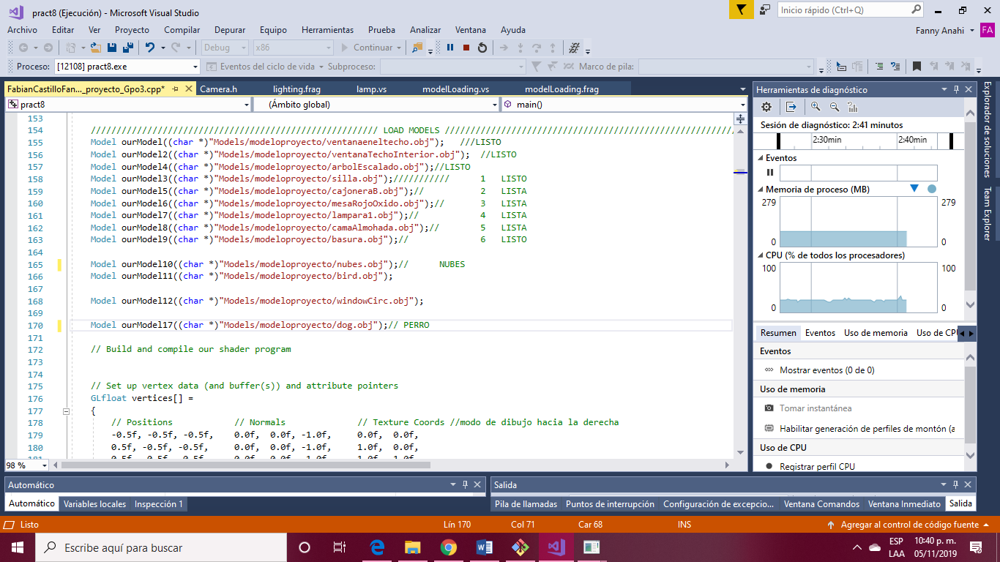 pract8 (Ejecución) - Microsoft Visual Studio
Inicio rápido (Ctrl+Q)
Archivo Editar Ver Proyecto Compilar Depurar Equipo Herramientas Prueba Analizar Ventana Ayuda
Fanny Anahi FA
Debug x86 Continuar
Proceso: [12108] pract8.exe Eventos del ciclo de vida Subproceso: Marco de pila:
FabianCastilloFan..._proyecto_Gpo3.cpp* Camera.h lighting.frag lamp.vs modelLoading.vs modelLoading.frag
pract8 (Ámbito global) main()
153
154 /////////////////////////////////////////////////////// LOAD MODELS /////////////////////////////////////////////////////////
155 Model ourModel((char *)"Models/modeloproyecto/ventanaeneltecho.obj"); ///LISTO
156 Model ourModel2((char *)"Models/modeloproyecto/ventanaTechoInterior.obj"); //LISTO
157 Model ourModel4((char *)"Models/modeloproyecto/arbolEscalado.obj");//LISTO
158 Model ourModel3((char *)"Models/modeloproyecto/silla.obj");/////////// 1 LISTO
159 Model ourModel5((char *)"Models/modeloproyecto/cajoneraB.obj");// 2 LISTA
160 Model ourModel6((char *)"Models/modeloproyecto/mesaRojoOxido.obj");// 3 LISTA
161 Model ourModel7((char *)"Models/modeloproyecto/lampara1.obj");// 4 LISTA
162 Model ourModel8((char *)"Models/modeloproyecto/camaAlmohada.obj");// 5 LISTA
163 Model ourModel9((char *)"Models/modeloproyecto/basura.obj");// 6 LISTO
164
165 Model ourModel10((char *)"Models/modeloproyecto/nubes.obj");// NUBES
166 Model ourModel11((char *)"Models/modeloproyecto/bird.obj");
167
168 Model ourModel12((char *)"Models/modeloproyecto/windowCirc.obj");
169
170 Model ourModel17((char *)"Models/modeloproyecto/dog.obj");// PERRO
171
172 // Build and compile our shader program
173
174
175 // Set up vertex data (and buffer(s)) and attribute pointers
176 GLfloat vertices[] =
177 {
178 // Positions // Normals // Texture Coords //modo de dibujo hacia la derecha
179 -0.5f, -0.5f, -0.5f, 0.0f, 0.0f, -1.0f, 0.0f, 0.0f,
180 0.5f, -0.5f, -0.5f, 0.0f, 0.0f, -1.0f, 1.0f, 0.0f,
98 %
Herramientas de diagnóstico
Sesión de diagnóstico: 2:41 minutos
2:30min 2:40min
Eventos
Memoria de proceso (MB)
279 279
0 0
CPU (% de todos los procesadores)
100 100
0 0
Resumen Eventos Uso de memoria Uso de CPU
Eventos
Mostrar eventos (0 de 0)
Uso de memoria
Tomar instantánea
Habilitar generación de perfiles de montón (a
Uso de CPU
Registrar perfil CPU
Explorador de soluciones
Team Explorer
Automático
Automático Variables locales Inspección 1
Salida
Pila de llamadas Puntos de interrupción Configuración de excepcio... Ventana Comandos Ventana Inmediato Salida
Listo Lín 170 Col 71 Car 68 INS Agregar al control de código fuente
Escribe aquí para buscar
ESP 10:40 p. m.
LAA 05/11/2019